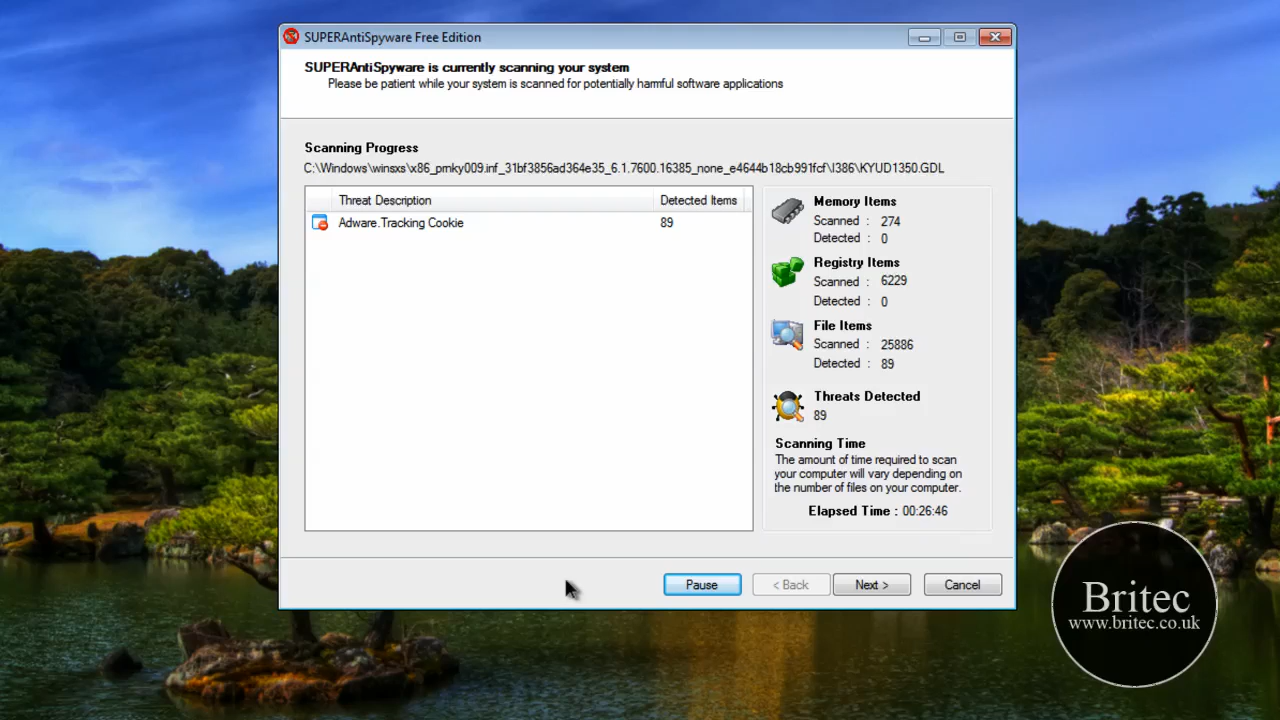 SUPERAntiSpyware Free Edition
SUPERAntiSpyware is currently scanning your system
Please be patient while your system is scanned for potentially harmful software applications
Scanning Progress
C:\Windows\winsxs\x86_prnky009.inf_31bf3856ad364e35_6.1.7600.16385_none_e4644b18cb991fcf\I386\KYUD1350.GDL
Threat Description Detected Items
Adware.Tracking Cookie 89
Memory Items
Scanned : 274
Detected : 0
Registry Items
Scanned : 6229
Detected : 0
File Items
Scanned : 25886
Detected : 89
Threats Detected
89
Scanning Time
The amount of time required to scan
your computer will vary depending on
the number of files on your computer.
Elapsed Time : 00:26:46
Pause < Back Next > Cancel
Britec
www.britec.co.uk